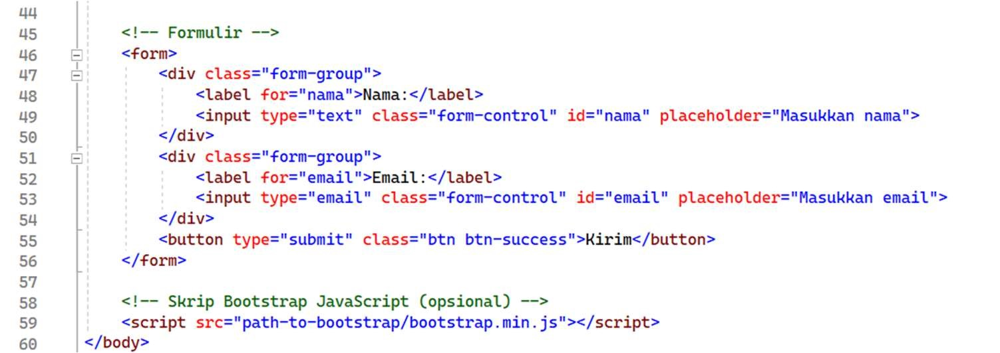 44
45 <!-- Formulir -->
46 <form>
47 <div class="form-group">
48 <label for="nama">Nama:</label>
49 <input type="text" class="form-control" id="nama" placeholder="Masukkan nama">
50 </div>
51 <div class="form-group">
52 <label for="email">Email:</label>
53 <input type="email" class="form-control" id="email" placeholder="Masukkan email">
54 </div>
55 <button type="submit" class="btn btn-success">Kirim</button>
56 </form>
57
58 <!-- Skrip Bootstrap JavaScript (opsional) -->
59 <script src="path-to-bootstrap/bootstrap.min.js"></script>
60 </body>